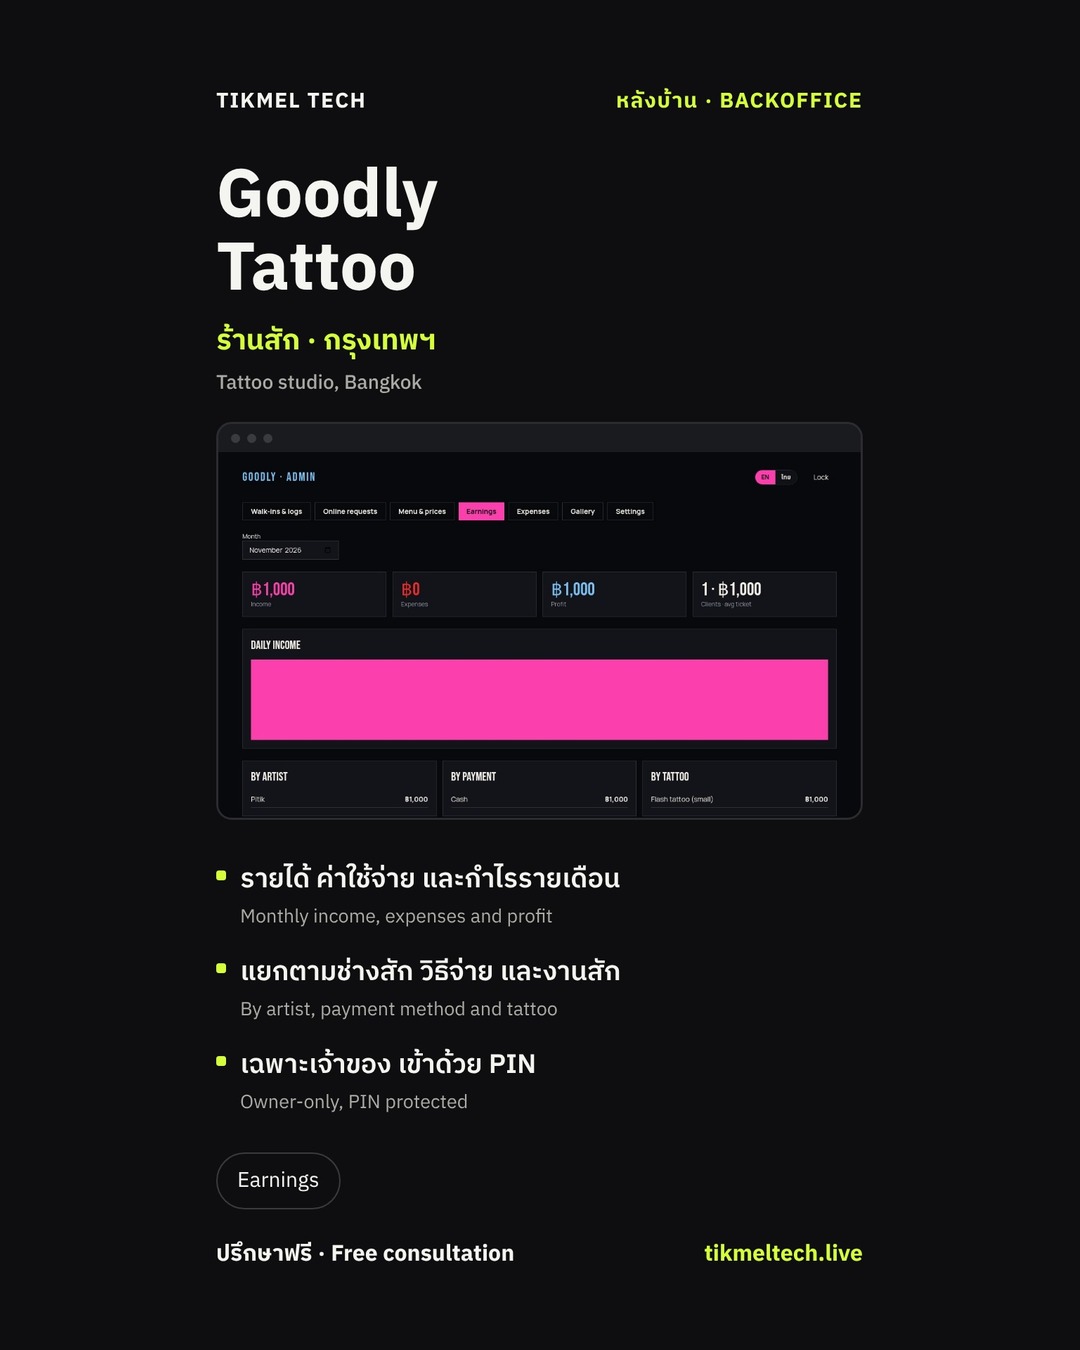 TIKMEL TECH
หลังบ้าน · BACKOFFICE
Goodly
Tattoo
ร้านสัก · กรุงเทพฯ
Tattoo studio, Bangkok
GOODLY · ADMIN
EN ไทย Lock
Walk-ins & logs Online requests Menu & prices Earnings Expenses Gallery Settings
Month
November 2026
฿1,000 ฿0 ฿1,000 1 · ฿1,000
Income Expenses Profit Clients · avg ticket
DAILY INCOME
BY ARTIST BY PAYMENT BY TATTOO
Pitik ฿1,000 Cash ฿1,000 Flash tattoo (small) ฿1,000
รายได้ ค่าใช้จ่าย และกำไรรายเดือน
Monthly income, expenses and profit
แยกตามช่างสัก วิธีจ่าย และงานสัก
By artist, payment method and tattoo
เฉพาะเจ้าของ เข้าด้วย PIN
Owner-only, PIN protected
Earnings
ปรึกษาฟรี · Free consultation
tikmeltech.live